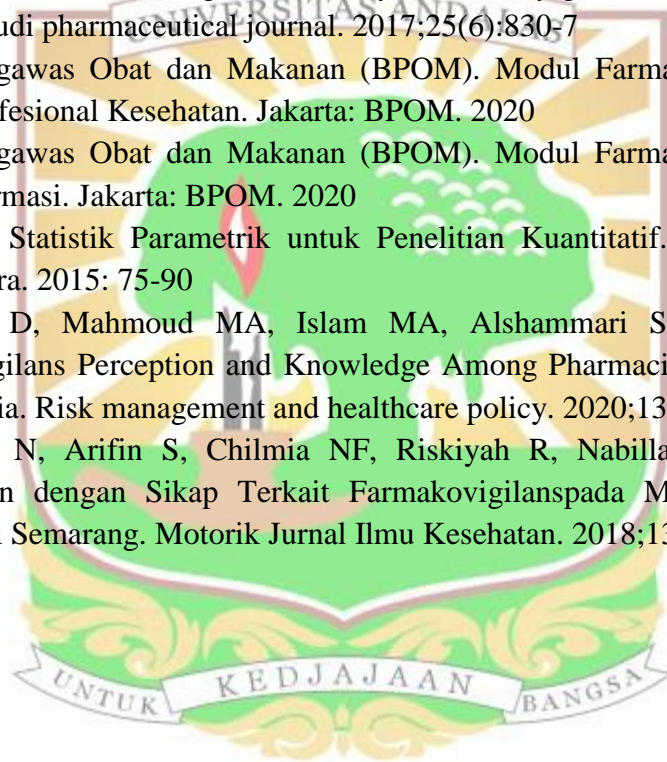 UNIVERSITAS ANDALAS
udi pharmaceutical journal. 2017;25(6):830-7
gawas Obat dan Makanan (BPOM). Modul Farma
fesional Kesehatan. Jakarta: BPOM. 2020
gawas Obat dan Makanan (BPOM). Modul Farma
rmasi. Jakarta: BPOM. 2020
Statistik Parametrik untuk Penelitian Kuantitatif.
ra. 2015: 75-90
D, Mahmoud MA, Islam MA, Alshammari S
gilans Perception and Knowledge Among Pharmaci
ia. Risk management and healthcare policy. 2020;13
N, Arifin S, Chilmia NF, Riskiyah R, Nabilla
n dengan Sikap Terkait Farmakovigilanspada M
i Semarang. Motorik Jurnal Ilmu Kesehatan. 2018;13
UNTUK KEDJAJAAN BANGSA